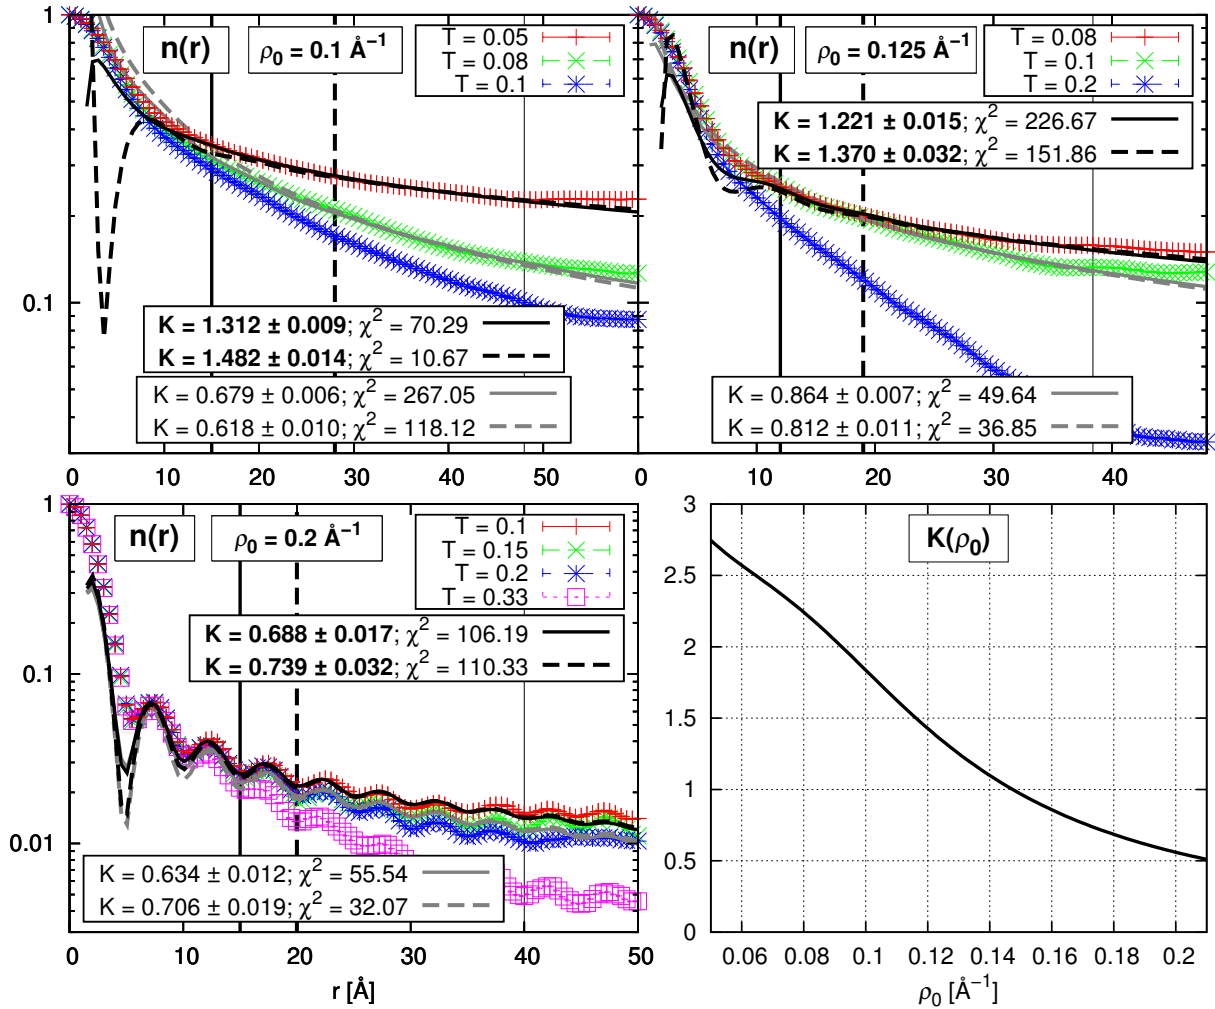 n(r)
ρ₀ = 0.1 Å⁻¹
T = 0.05
T = 0.08
T = 0.1
1
0.1
K = 1.312 ± 0.009; χ² = 70.29
K = 1.482 ± 0.014; χ² = 10.67
K = 0.679 ± 0.006; χ² = 267.05
K = 0.618 ± 0.010; χ² = 118.12
0 10 20 30 40 50
n(r)
ρ₀ = 0.125 Å⁻¹
T = 0.08
T = 0.1
T = 0.2
K = 1.221 ± 0.015; χ² = 226.67
K = 1.370 ± 0.032; χ² = 151.86
K = 0.864 ± 0.007; χ² = 49.64
K = 0.812 ± 0.011; χ² = 36.85
10 20 30 40
n(r)
ρ₀ = 0.2 Å⁻¹
T = 0.1
T = 0.15
T = 0.2
T = 0.33
1
0.1
0.01
K = 0.688 ± 0.017; χ² = 106.19
K = 0.739 ± 0.032; χ² = 110.33
K = 0.634 ± 0.012; χ² = 55.54
K = 0.706 ± 0.019; χ² = 32.07
0 10 20 30 40 50
r [Å]
K(ρ₀)
3
2.5
2
1.5
1
0.5
0
0.06 0.08 0.1 0.12 0.14 0.16 0.18 0.2
ρ₀ [Å⁻¹]